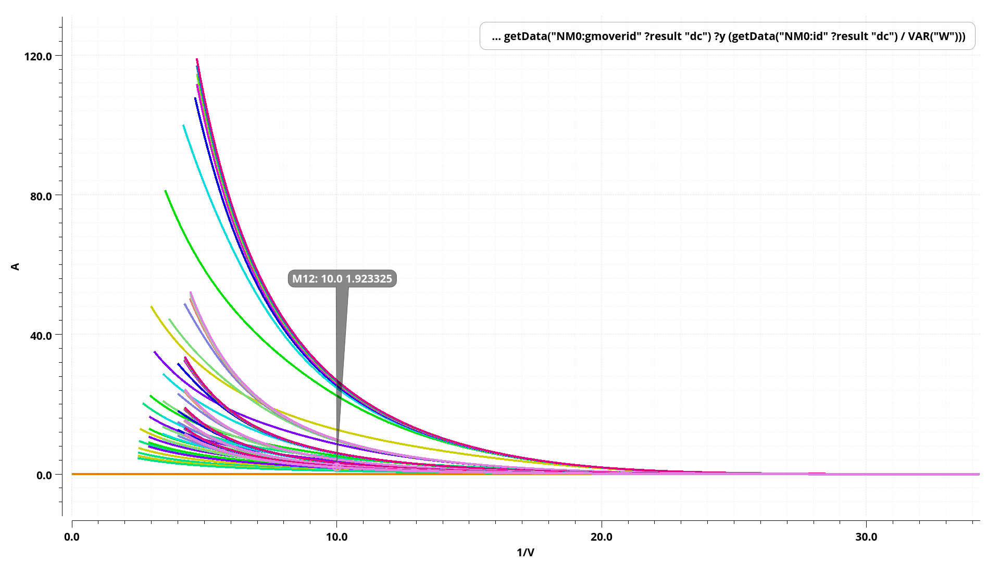 ... getData("NM0:gmoverid" ?result "dc") ?y (getData("NM0:id" ?result "dc") / VAR("W")))
120.0
80.0
40.0
0.0
A
M12: 10.0 1.923325
0.0 10.0 20.0 30.0
1/V